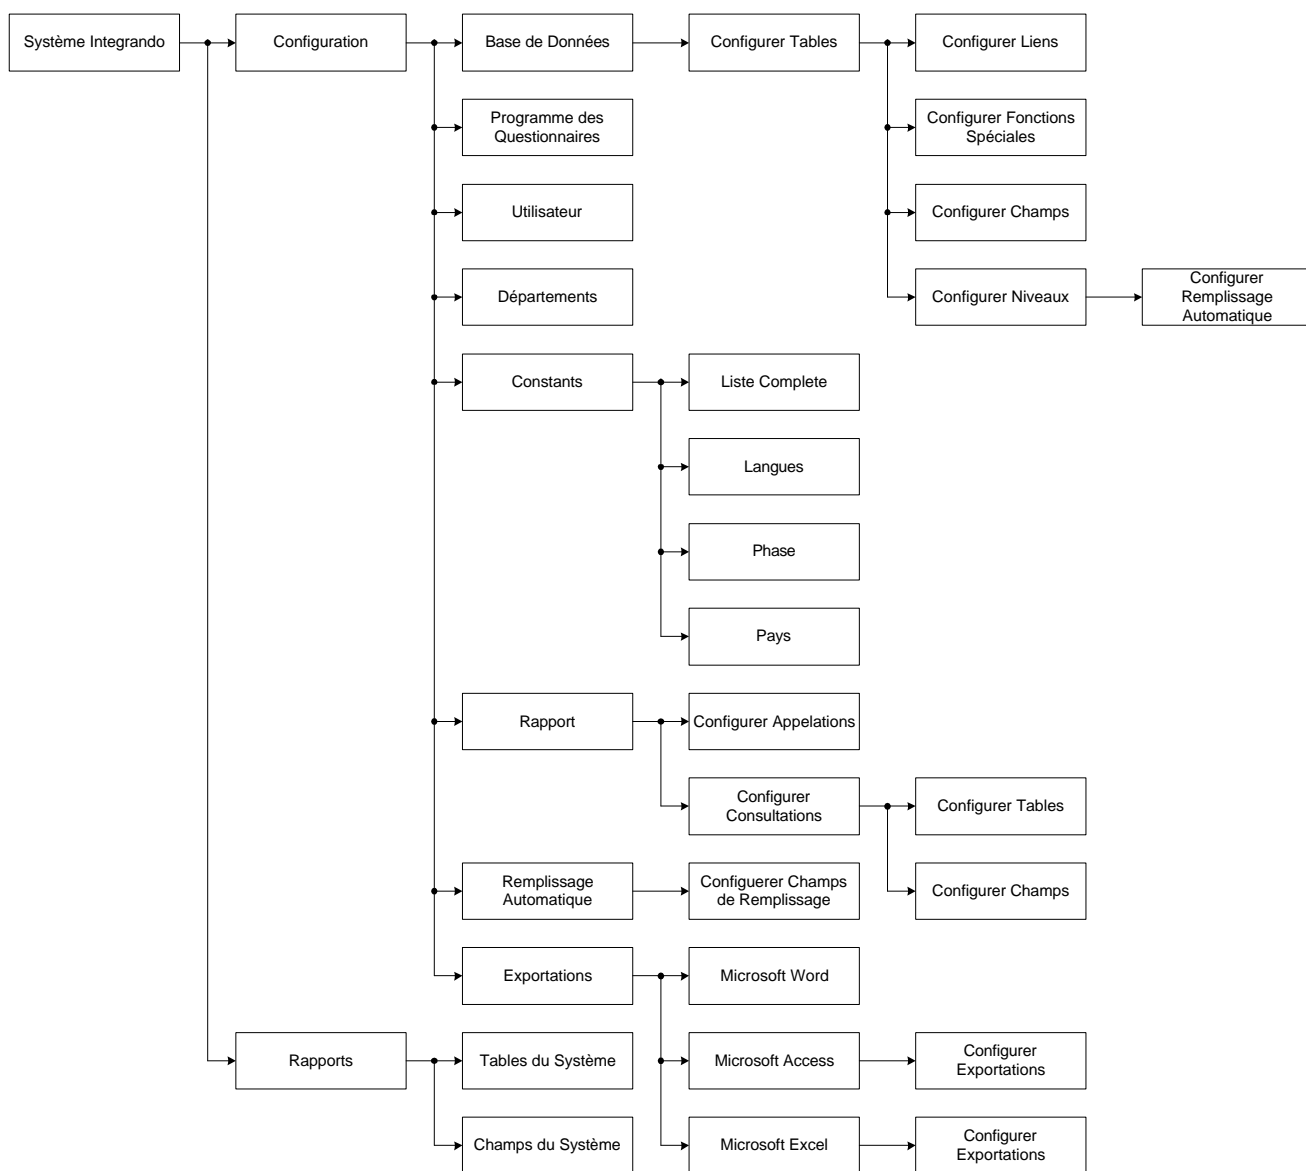 Système Integrando
Configuration
Base de Données
Configurer Tables
Configurer Liens
Programme des
Questionnaires
Configurer Fonctions
Spéciales
Utilisateur
Configurer Champs
Départements
Configurer Niveaux
Configurer
Remplissage
Automatique
Constants
Liste Complete
Langues
Phase
Pays
Rapport
Configurer Appelations
Configurer
Consultations
Configurer Tables
Remplissage
Automatique
Configuerer Champs
de Remplissage
Configurer Champs
Exportations
Microsoft Word
Rapports
Tables du Système
Microsoft Access
Configurer
Exportations
Champs du Système
Microsoft Excel
Configurer
Exportations